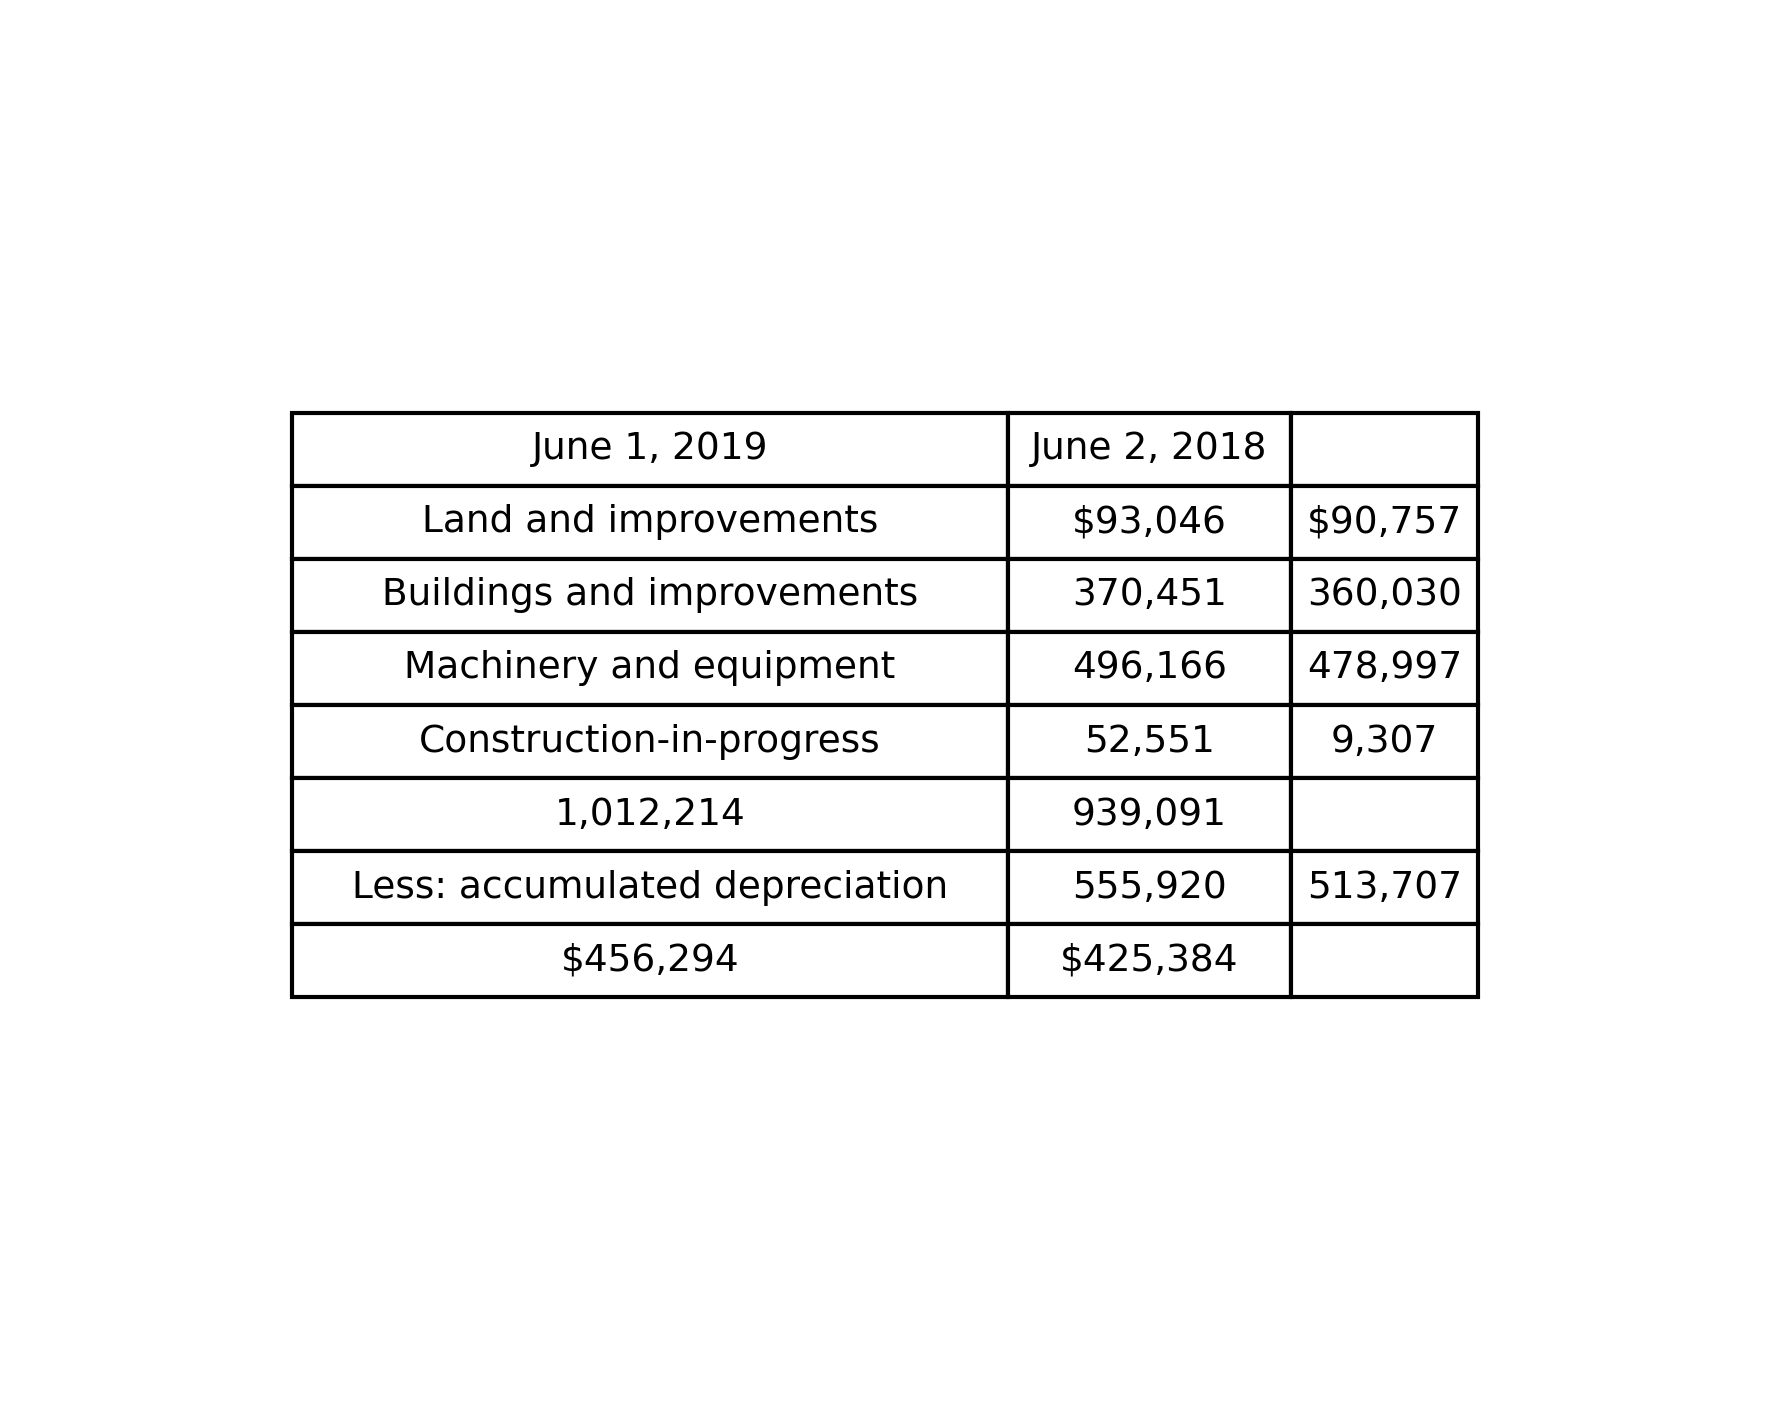 June 1, 2019 June 2, 2018
Land and improvements $93,046 $90,757
Buildings and improvements 370,451 360,030
Machinery and equipment 496,166 478,997
Construction-in-progress 52,551 9,307
1,012,214 939,091
Less: accumulated depreciation 555,920 513,707
$456,294 $425,384